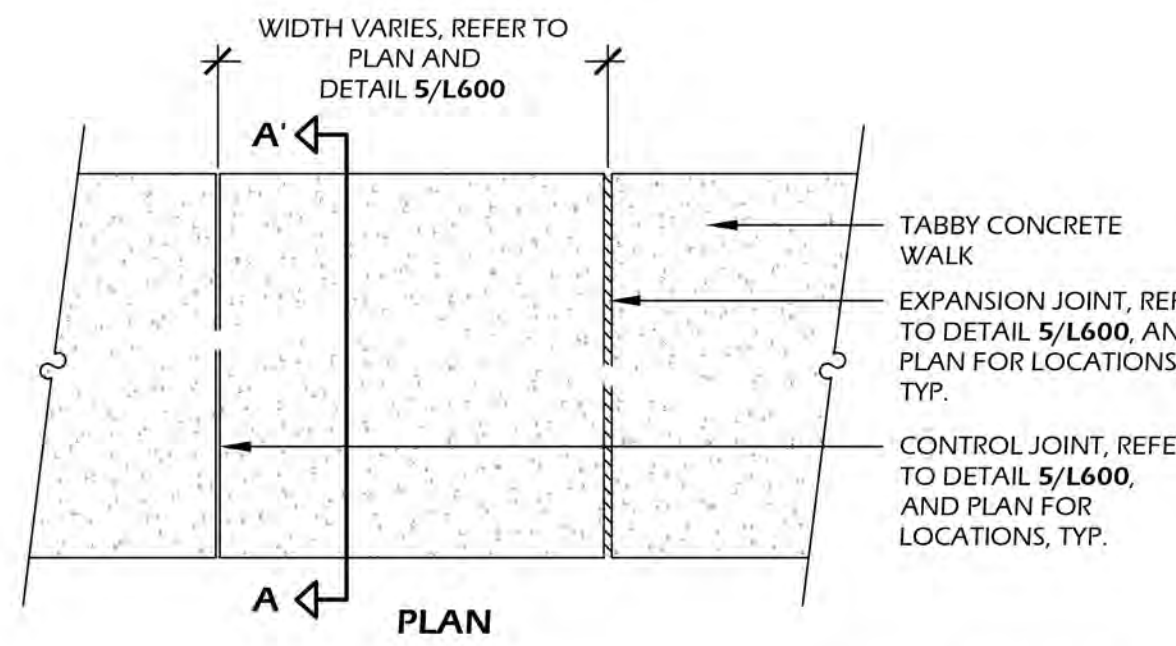 WIDTH VARIES, REFER TO
PLAN AND
DETAIL 5/L600
A'
TABBY CONCRETE
WALK
EXPANSION JOINT, REF
TO DETAIL 5/L600, AN
PLAN FOR LOCATIONS
TYP.
CONTROL JOINT, REFE
TO DETAIL 5/L600,
AND PLAN FOR
LOCATIONS, TYP.
A
PLAN